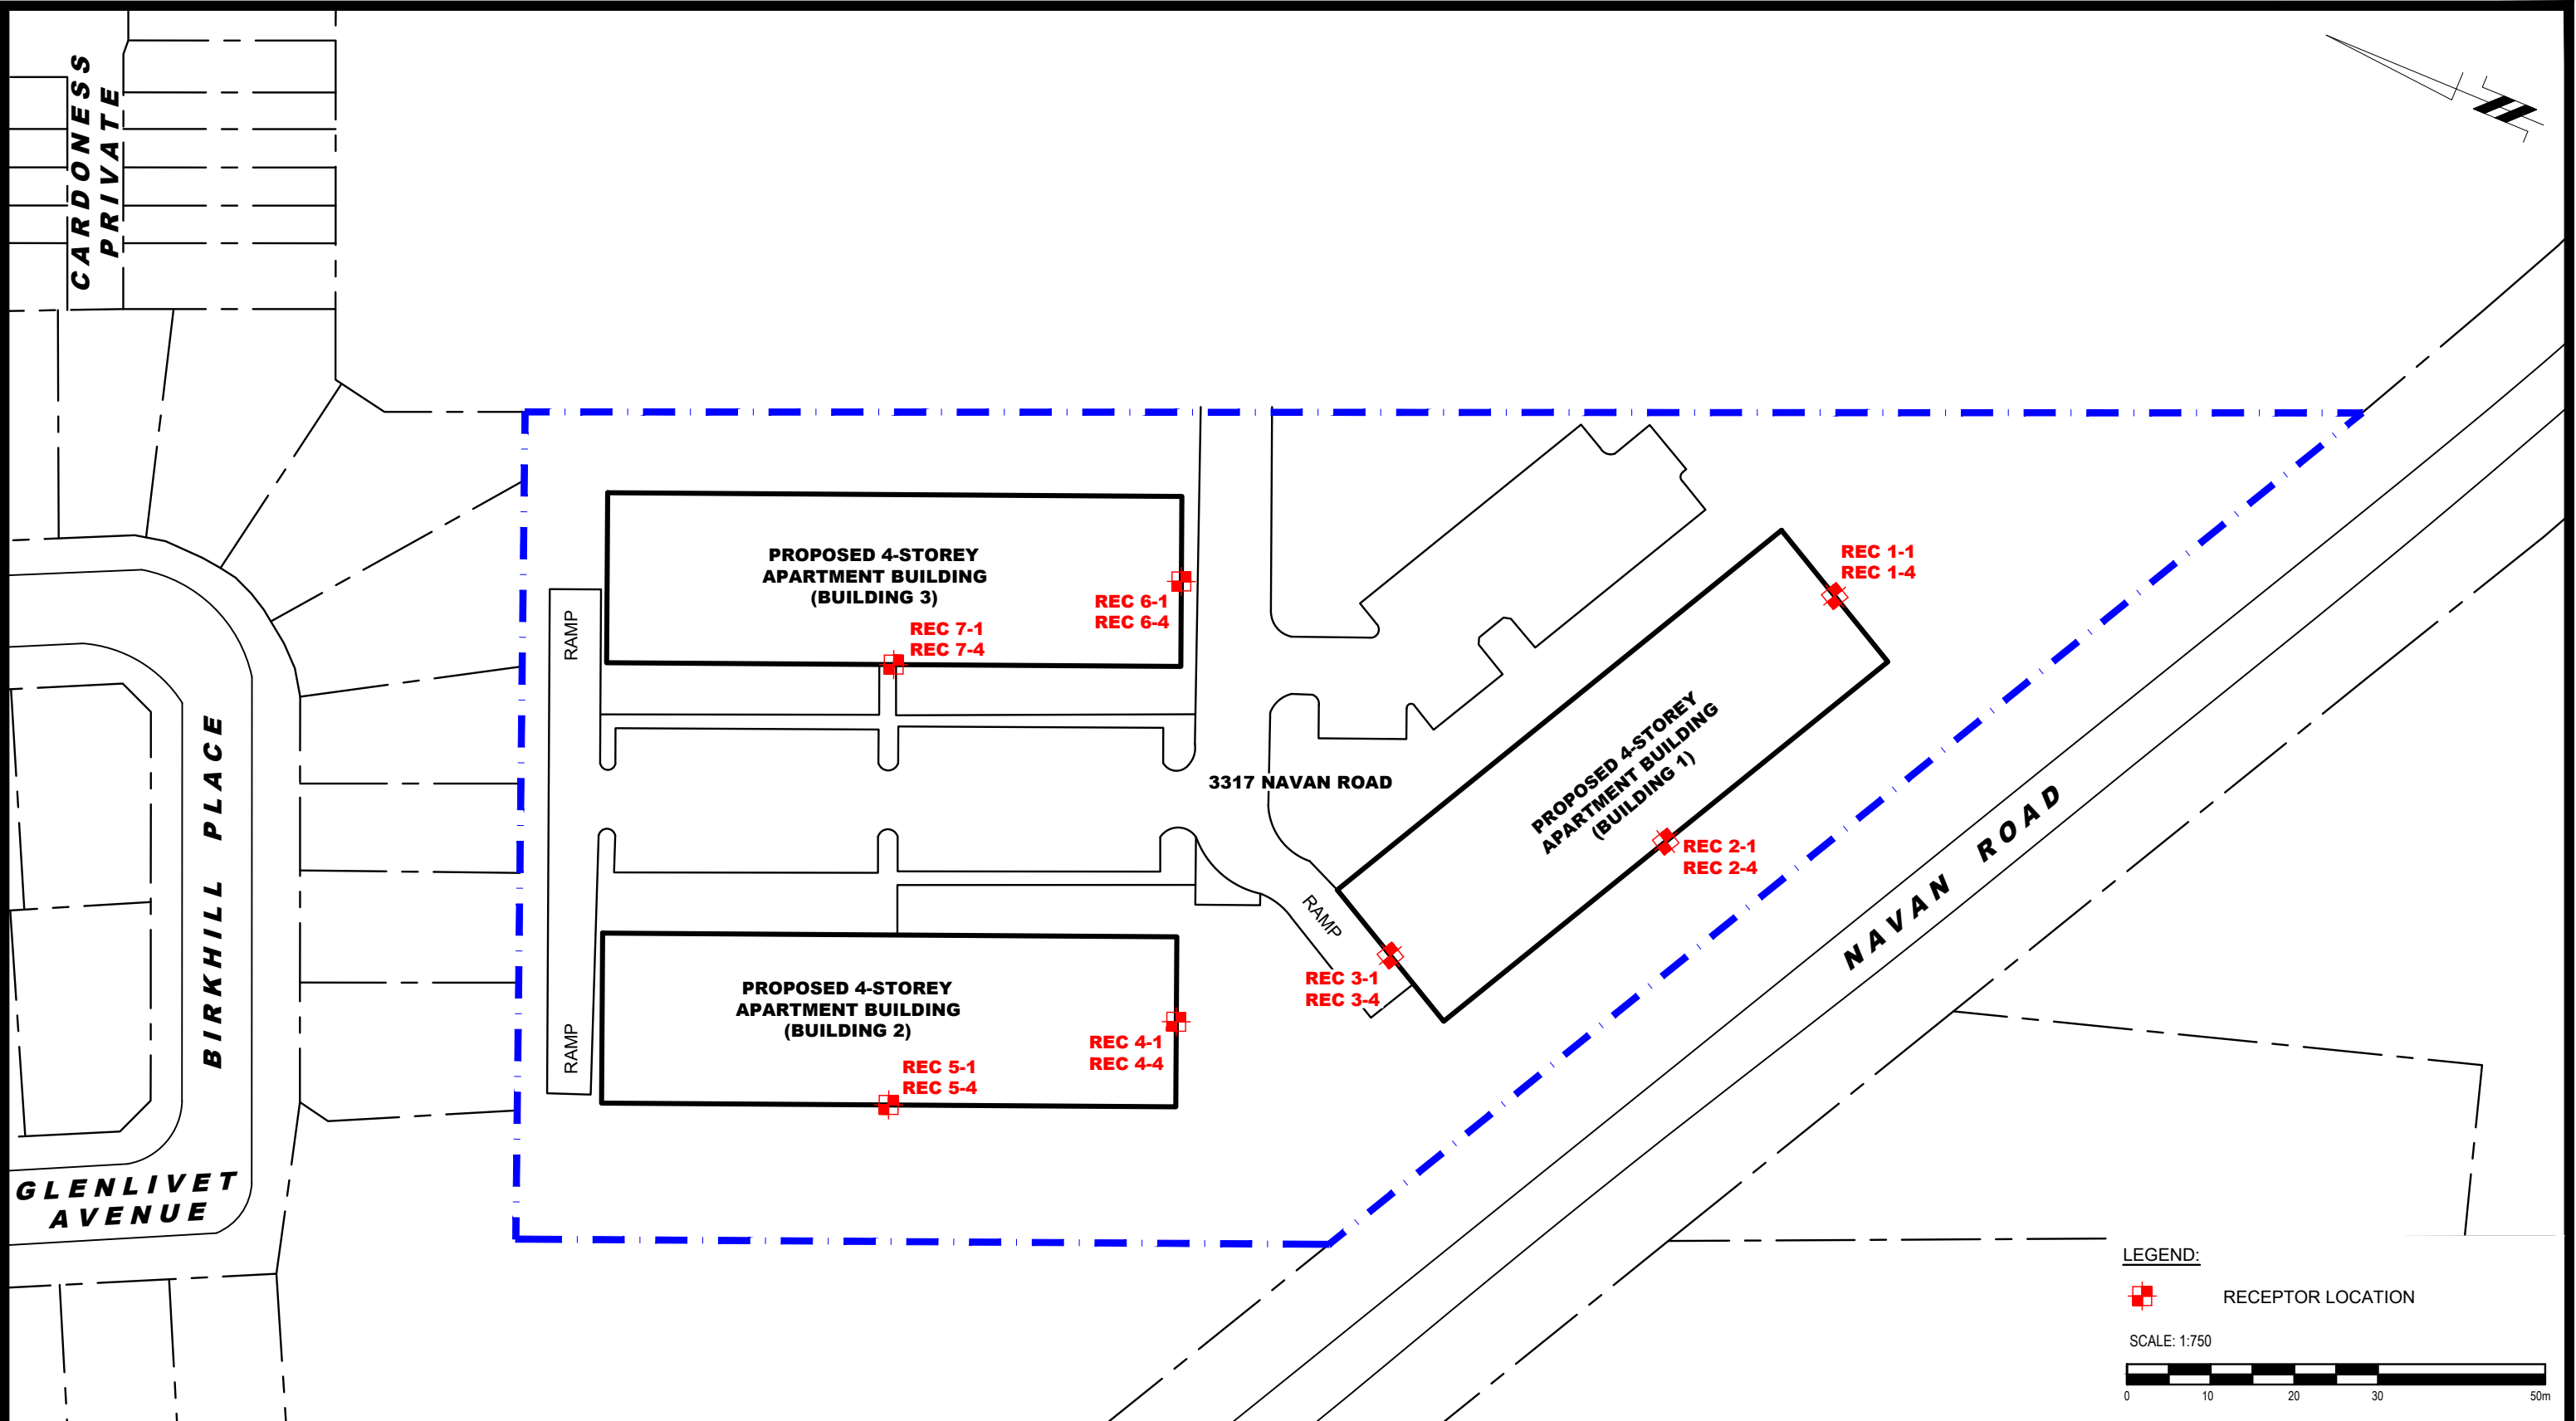 CARDONESS
PRIVATE
PROPOSED 4-STOREY
APARTMENT BUILDING
(BUILDING 3)
REC 6-1
REC 6-4
REC 7-1
REC 7-4
RAMP
REC 1-1
REC 1-4
PROPOSED 4-STOREY
APARTMENT BUILDING
(BUILDING 1)
3317 NAVAN ROAD
REC 2-1
REC 2-4
RAMP
REC 3-1
REC 3-4
NAVAN ROAD
BIRKHILL PLACE
PROPOSED 4-STOREY
APARTMENT BUILDING
(BUILDING 2)
REC 4-1
REC 4-4
REC 5-1
REC 5-4
RAMP
GLENLIVET
AVENUE
LEGEND:
RECEPTOR LOCATION
SCALE: 1:750
0 10 20 30 50m